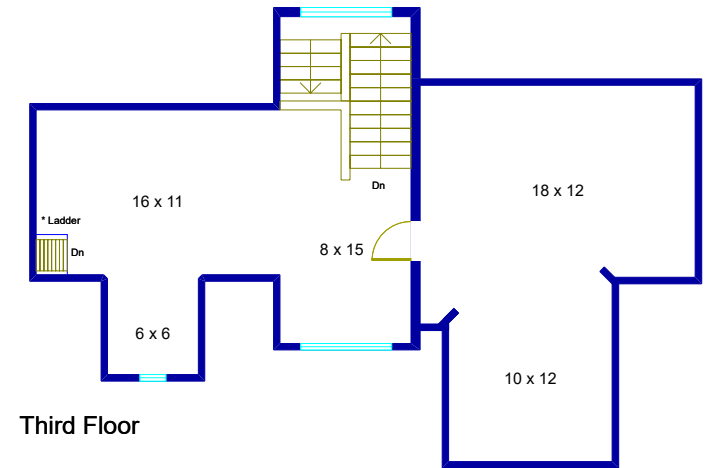 Dn
18 x 12
16 x 11
* Ladder
8 x 15
Dn
6 x 6
10 x 12
Third Floor